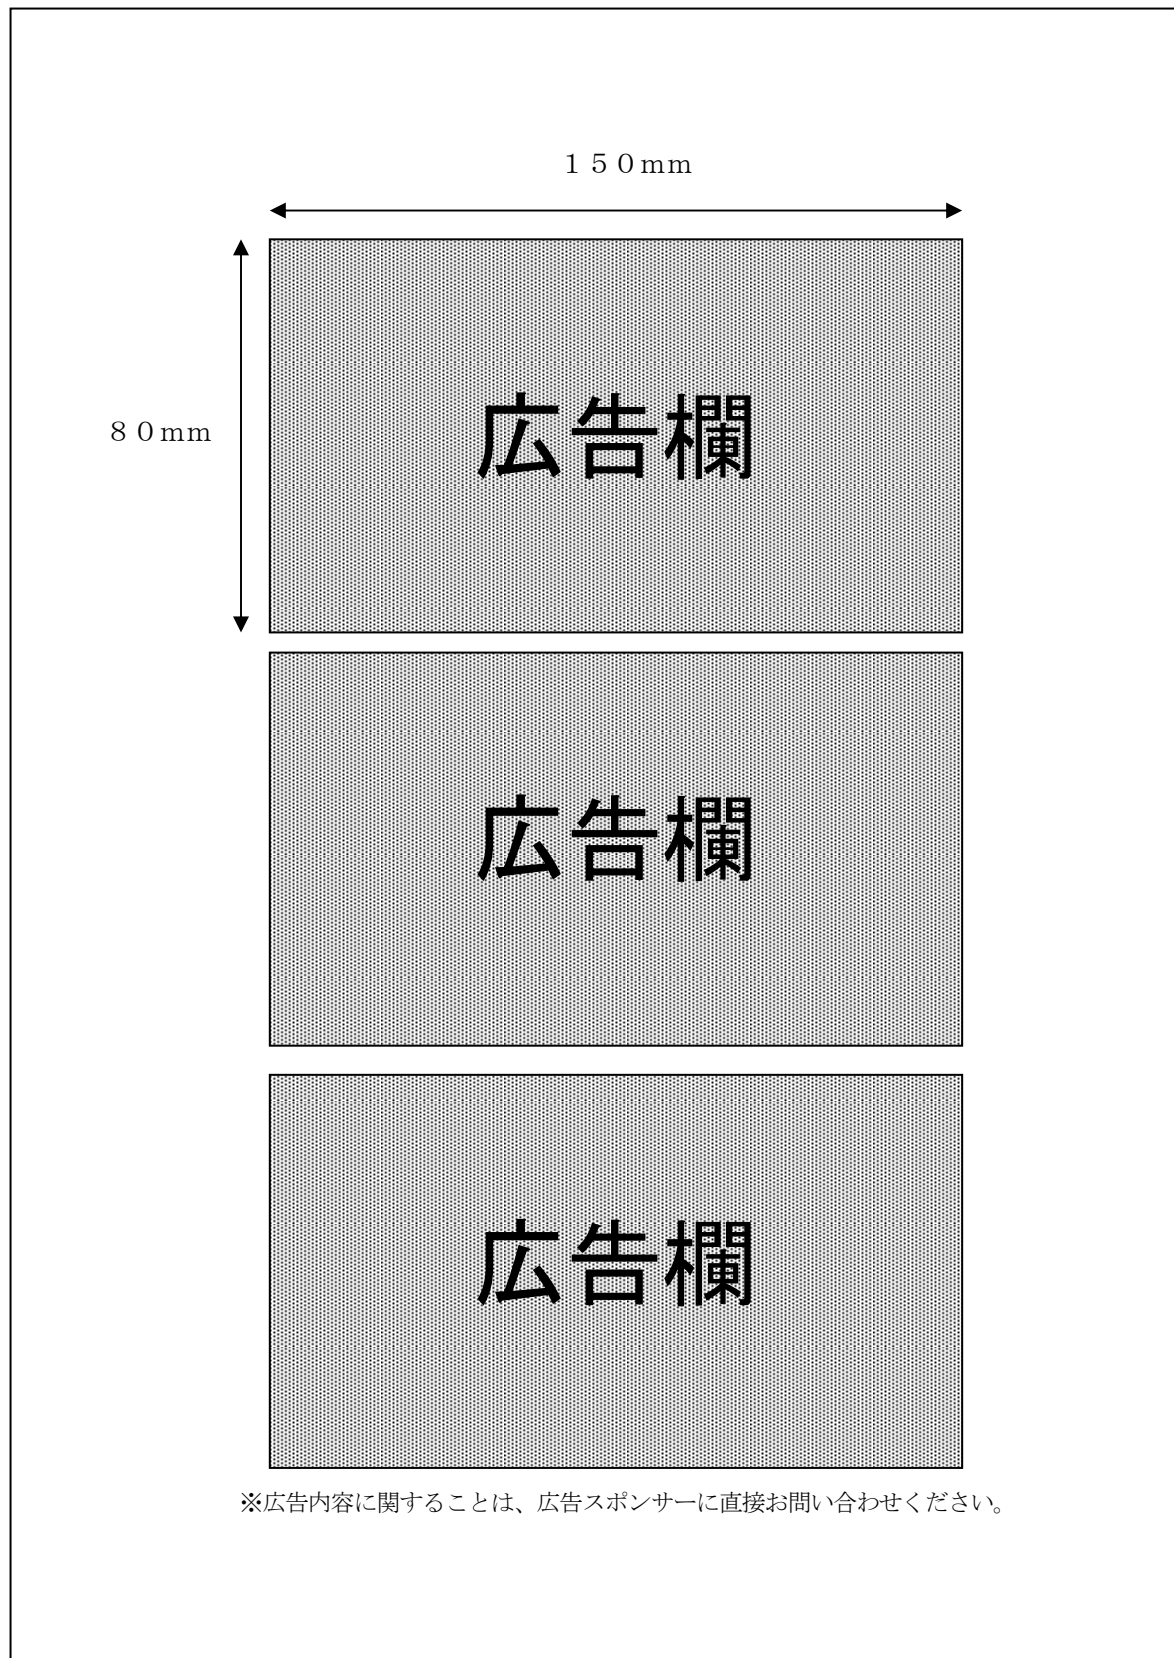 １５０mm
８０mm
広告欄
広告欄
広告欄
※広告内容に関することは、広告スポンサーに直接お問い合わせください。